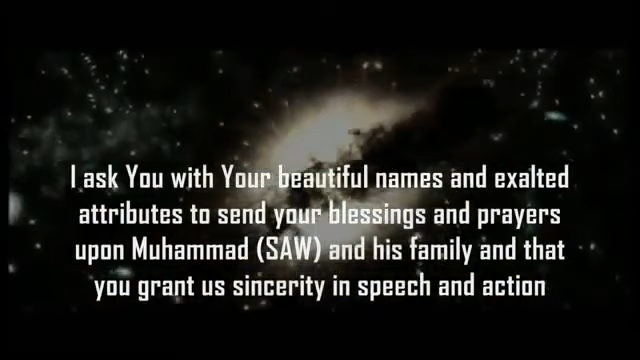 I ask You with Your beautiful names and exalted
attributes to send your blessings and prayers
upon Muhammad (SAW) and his family and that
you grant us sincerity in speech and action